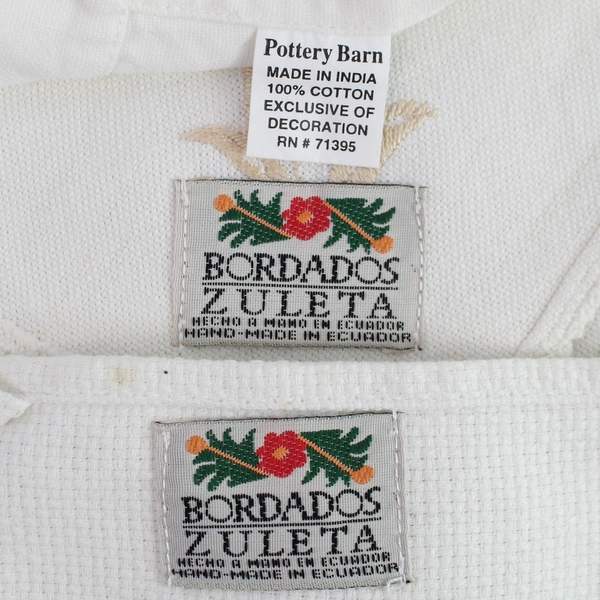 Pottery Barn
MADE IN INDIA
100% COTTON
EXCLUSIVE OF
DECORATION
RN # 71395
BORDADOS
ZULETA
HECHO A MANO EN ECUADOR
HAND-MADE IN ECUADOR
BORDADOS
ZULETA
HECHO A MANO EN ECUADOR
HAND-MADE IN ECUADOR